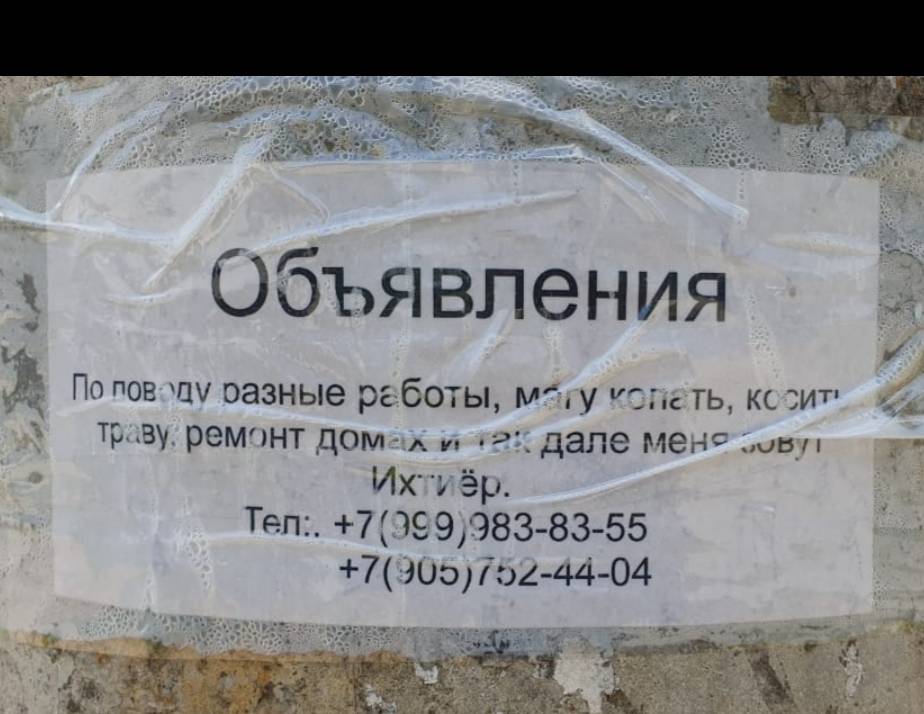 Объявления
По поводу разные работы, магу копать, косить
траву, ремонт домах и так дале меня зовут
Ихтиёр.
Тел:. +7(999)983-83-55
+7(905)752-44-04